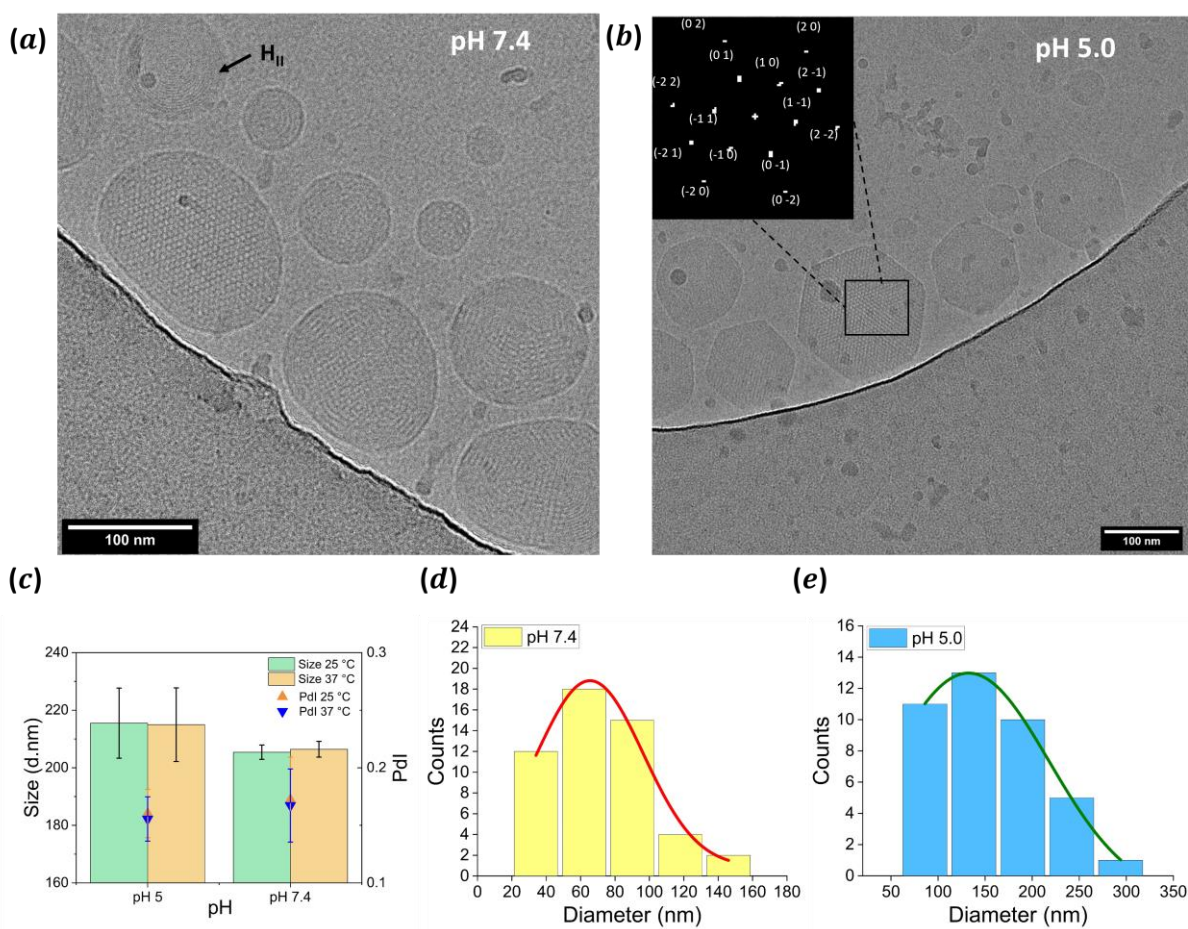 (a)
pH 7.4
H_II
100 nm
(b)
pH 5.0
(0 2)
(2 0)
(0 1)
(1 0)
(2 -1)
(-2 2)
(1 -1)
(-1 1)
(2 -2)
(-2 1)
(-1 0)
(0 -1)
(-2 0)
(0 -2)
100 nm
(c)
240
220
200
180
160
Size (d.nm)
Size 25 °C
Size 37 °C
PdI 25 °C
PdI 37 °C
0.3
0.2
0.1
PdI
pH 5
pH 7.4
pH
(d)
pH 7.4
24
22
20
18
16
14
12
10
8
6
4
2
0
Counts
0 20 40 60 80 100 120 140 160 180
Diameter (nm)
(e)
pH 5.0
16
14
12
10
8
6
4
2
0
Counts
50 100 150 200 250 300 350
Diameter (nm)